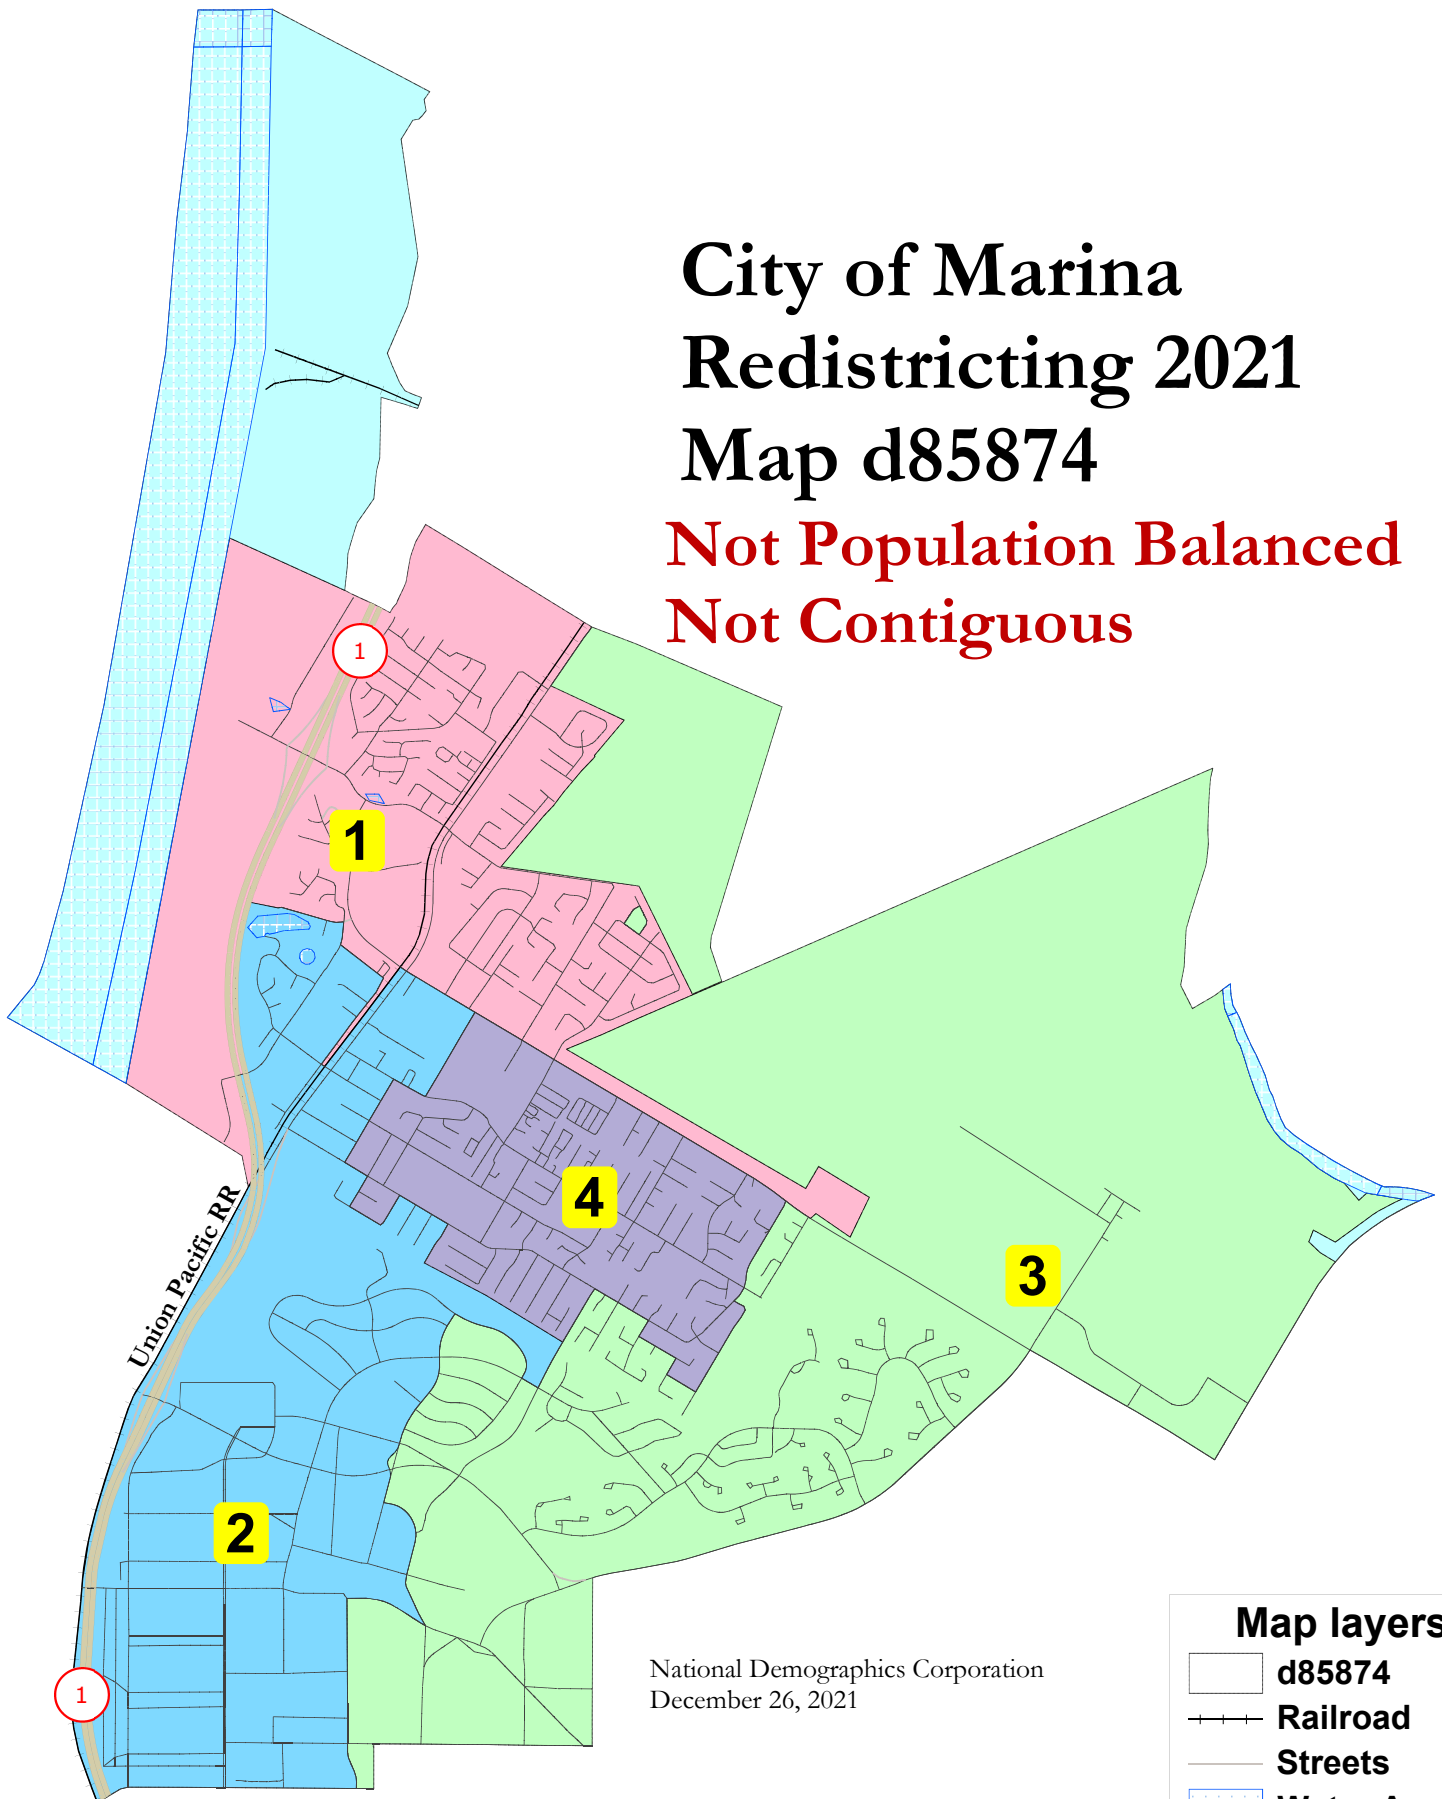 City of Marina
Redistricting 2021
Map d85874
Not Population Balanced
Not Contiguous
1
1
4
3
Union Pacific RR
2
1
National Demographics Corporation
December 26, 2021
Map layers
d85874
Railroad
Streets